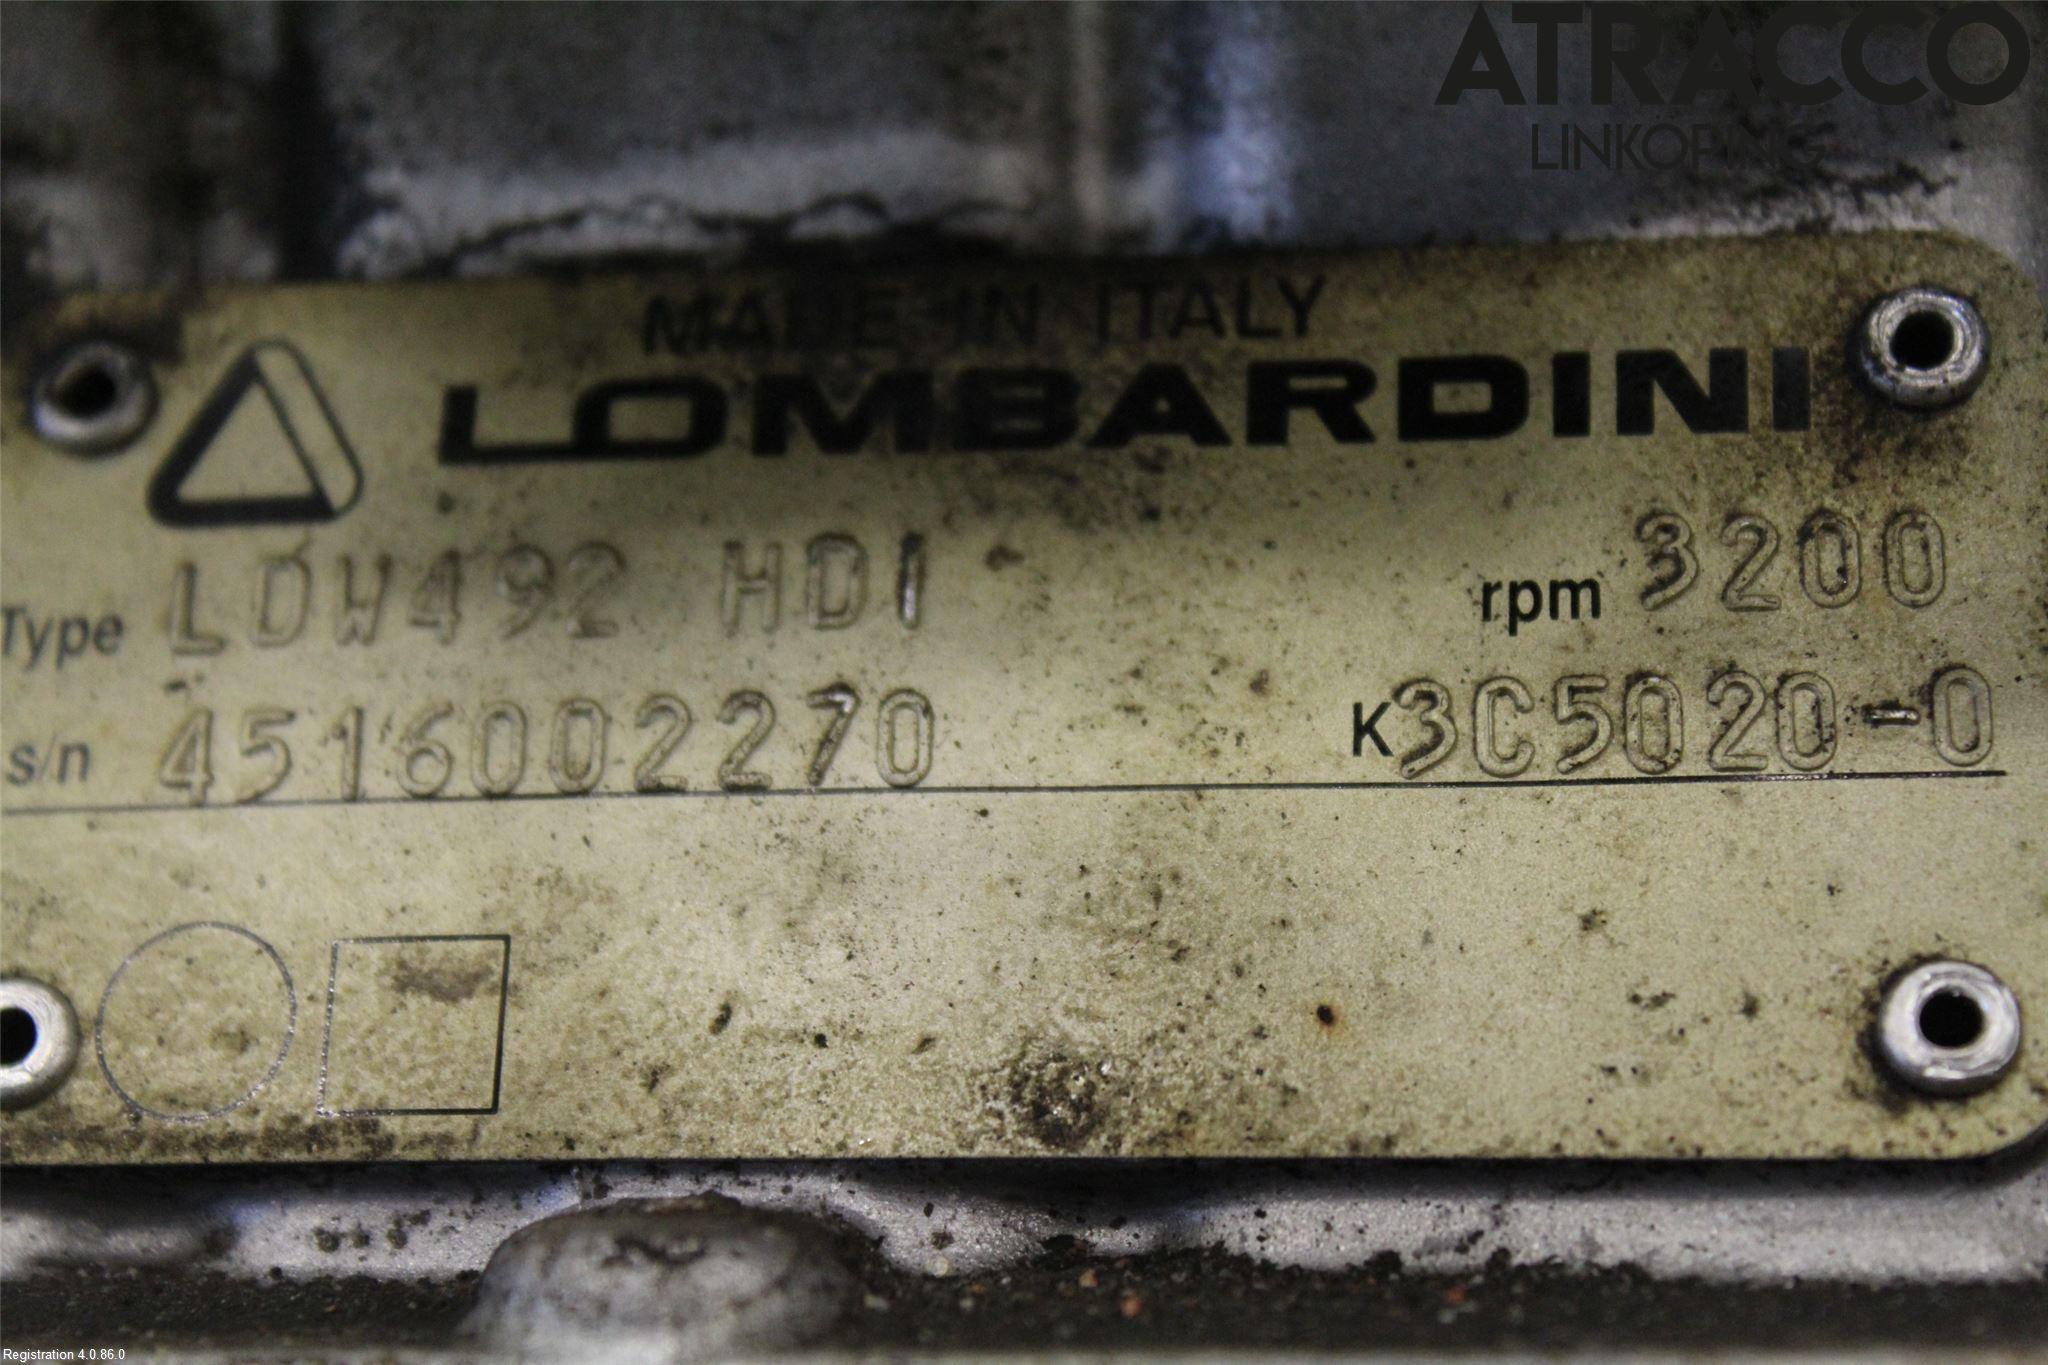 ATRACCO
LINKÖPING
MADE IN ITALY
LOMBARDINI
Type LDW492 HDI rpm 3200
s/n 4516002270 K3C5020-0
Registration 4.0.86.0